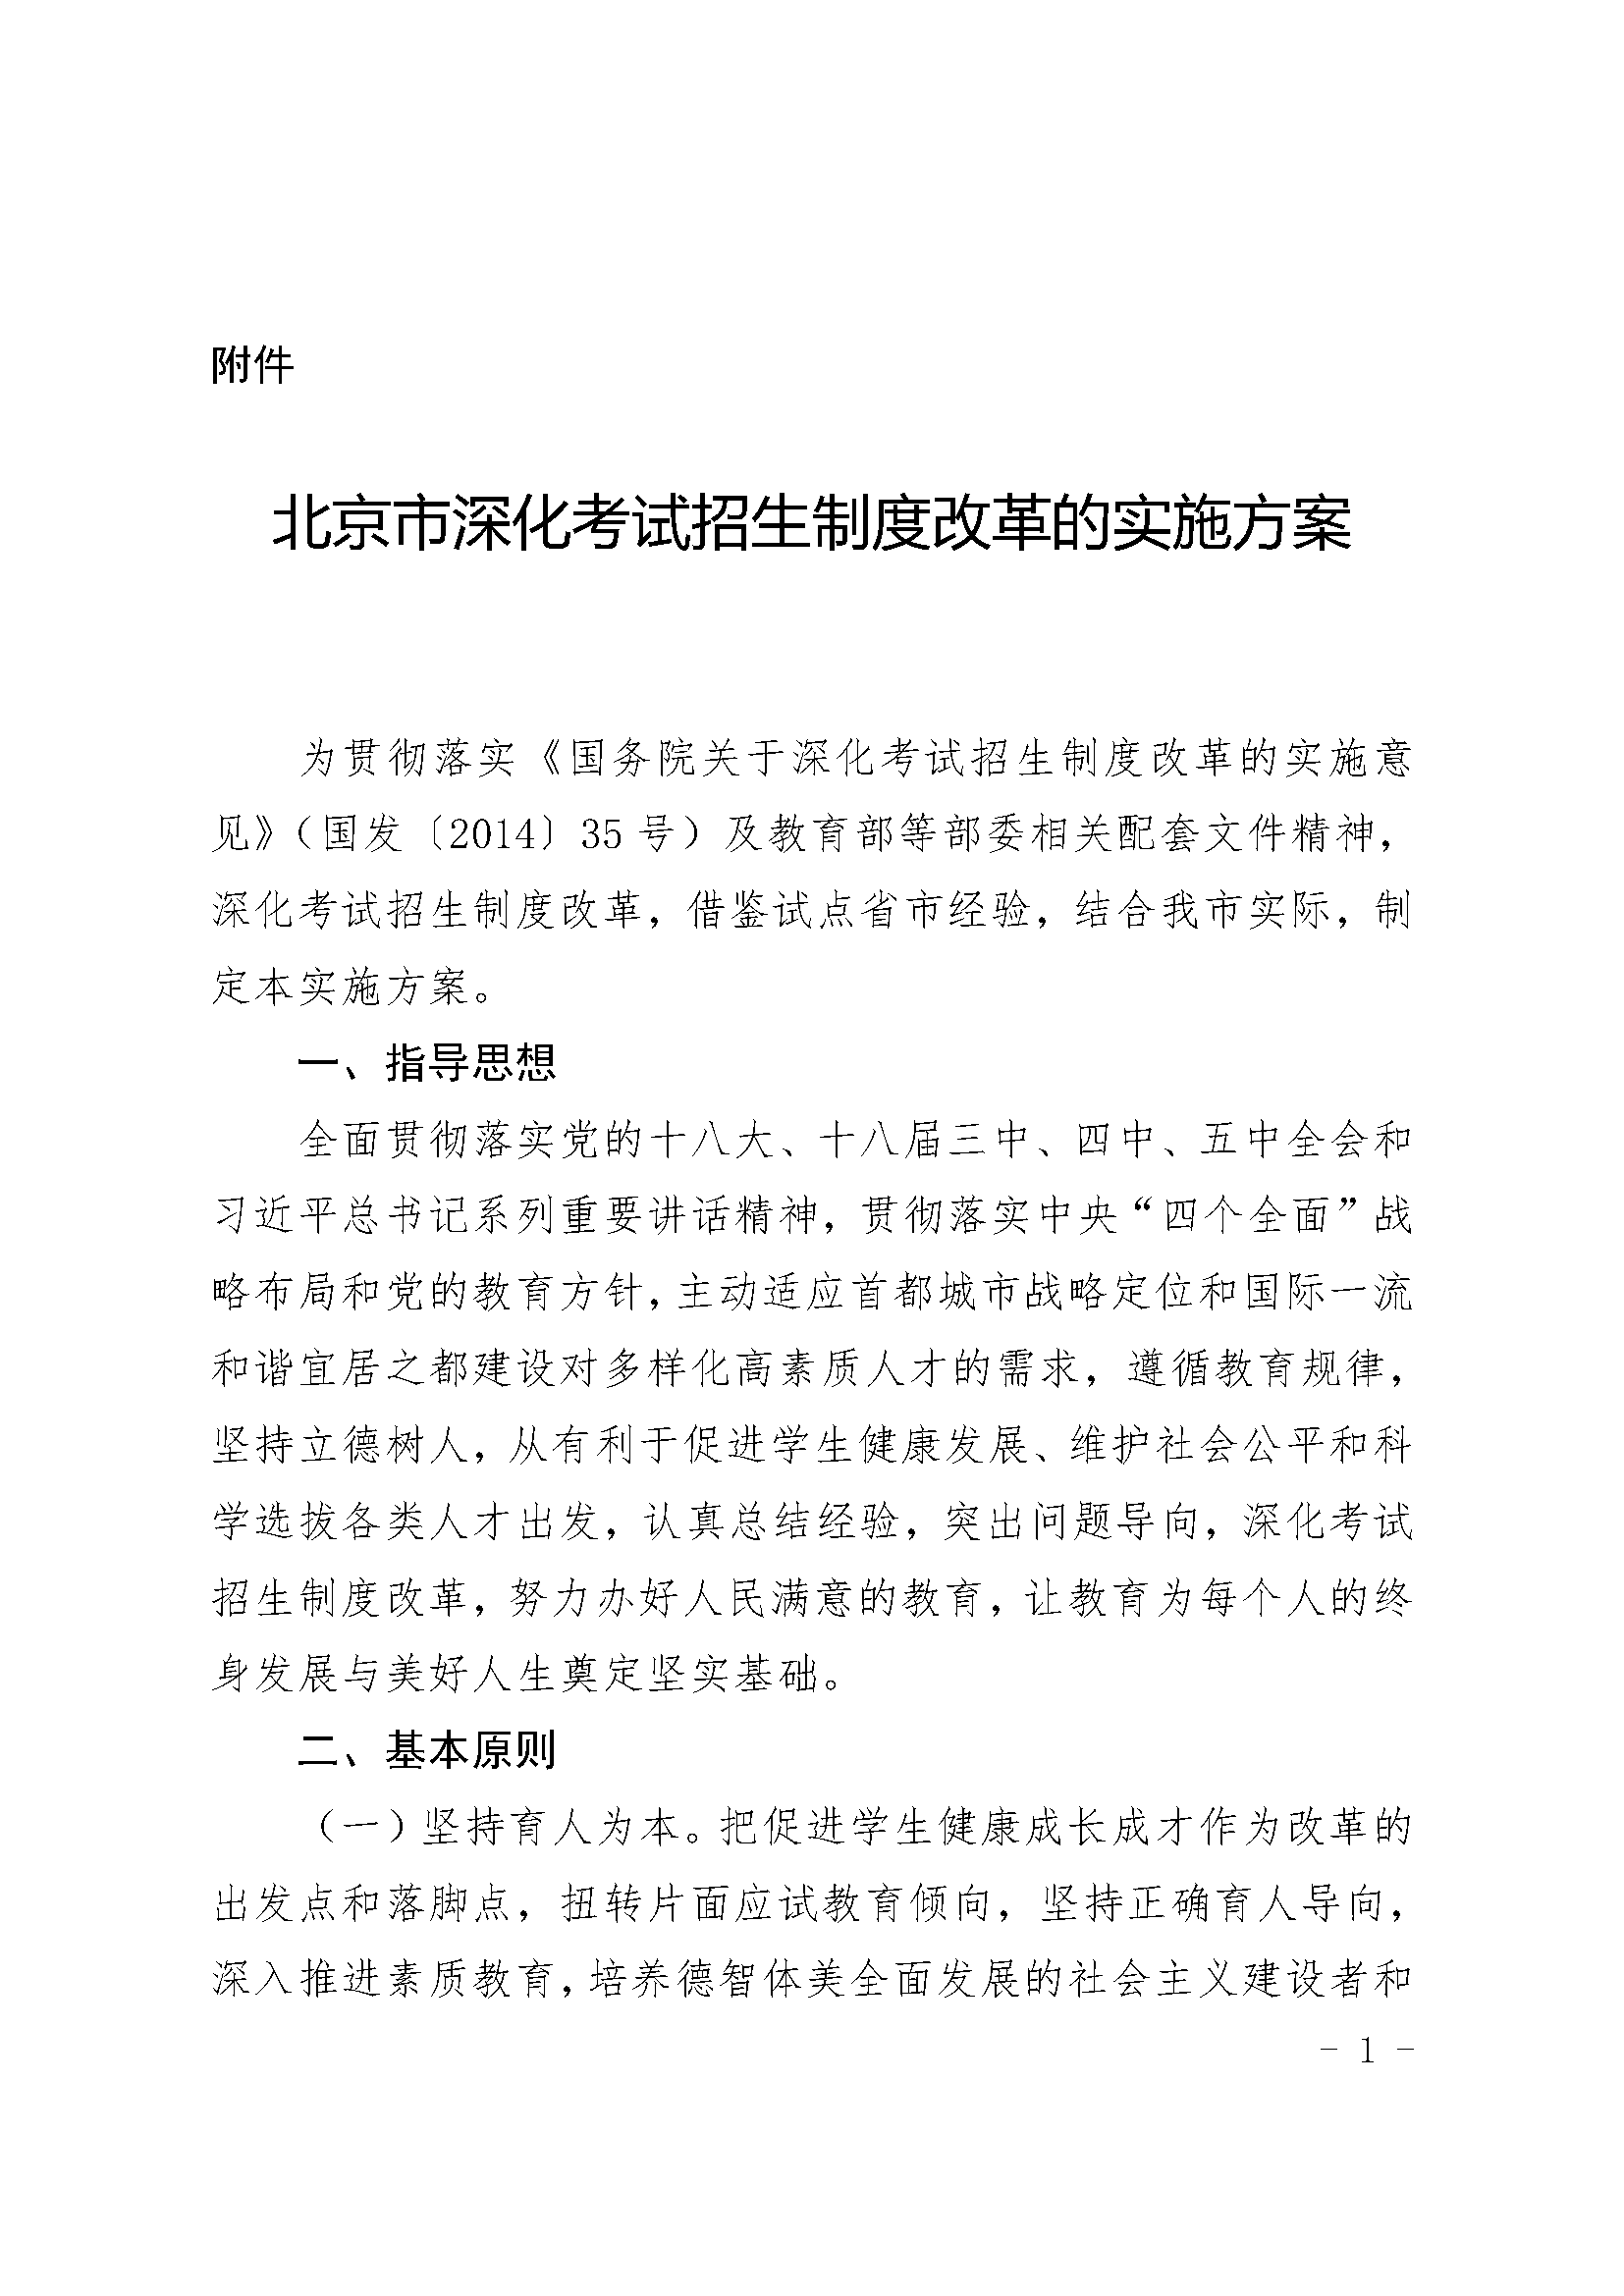 附件
北京市深化考试招生制度改革的实施方案
为贯彻落实《国务院关于深化考试招生制度改革的实施意
见》（国发〔2014〕35 号）及教育部等部委相关配套文件精神，
深化考试招生制度改革，借鉴试点省市经验，结合我市实际，制
定本实施方案。
一、指导思想
全面贯彻落实党的十八大、十八届三中、四中、五中全会和
习近平总书记系列重要讲话精神，贯彻落实中央“四个全面”战
略布局和党的教育方针，主动适应首都城市战略定位和国际一流
和谐宜居之都建设对多样化高素质人才的需求，遵循教育规律，
坚持立德树人，从有利于促进学生健康发展、维护社会公平和科
学选拔各类人才出发，认真总结经验，突出问题导向，深化考试
招生制度改革，努力办好人民满意的教育，让教育为每个人的终
身发展与美好人生奠定坚实基础。
二、基本原则
（一）坚持育人为本。把促进学生健康成长成才作为改革的
出发点和落脚点，扭转片面应试教育倾向，坚持正确育人导向，
深入推进素质教育，培养德智体美全面发展的社会主义建设者和
- 1 -